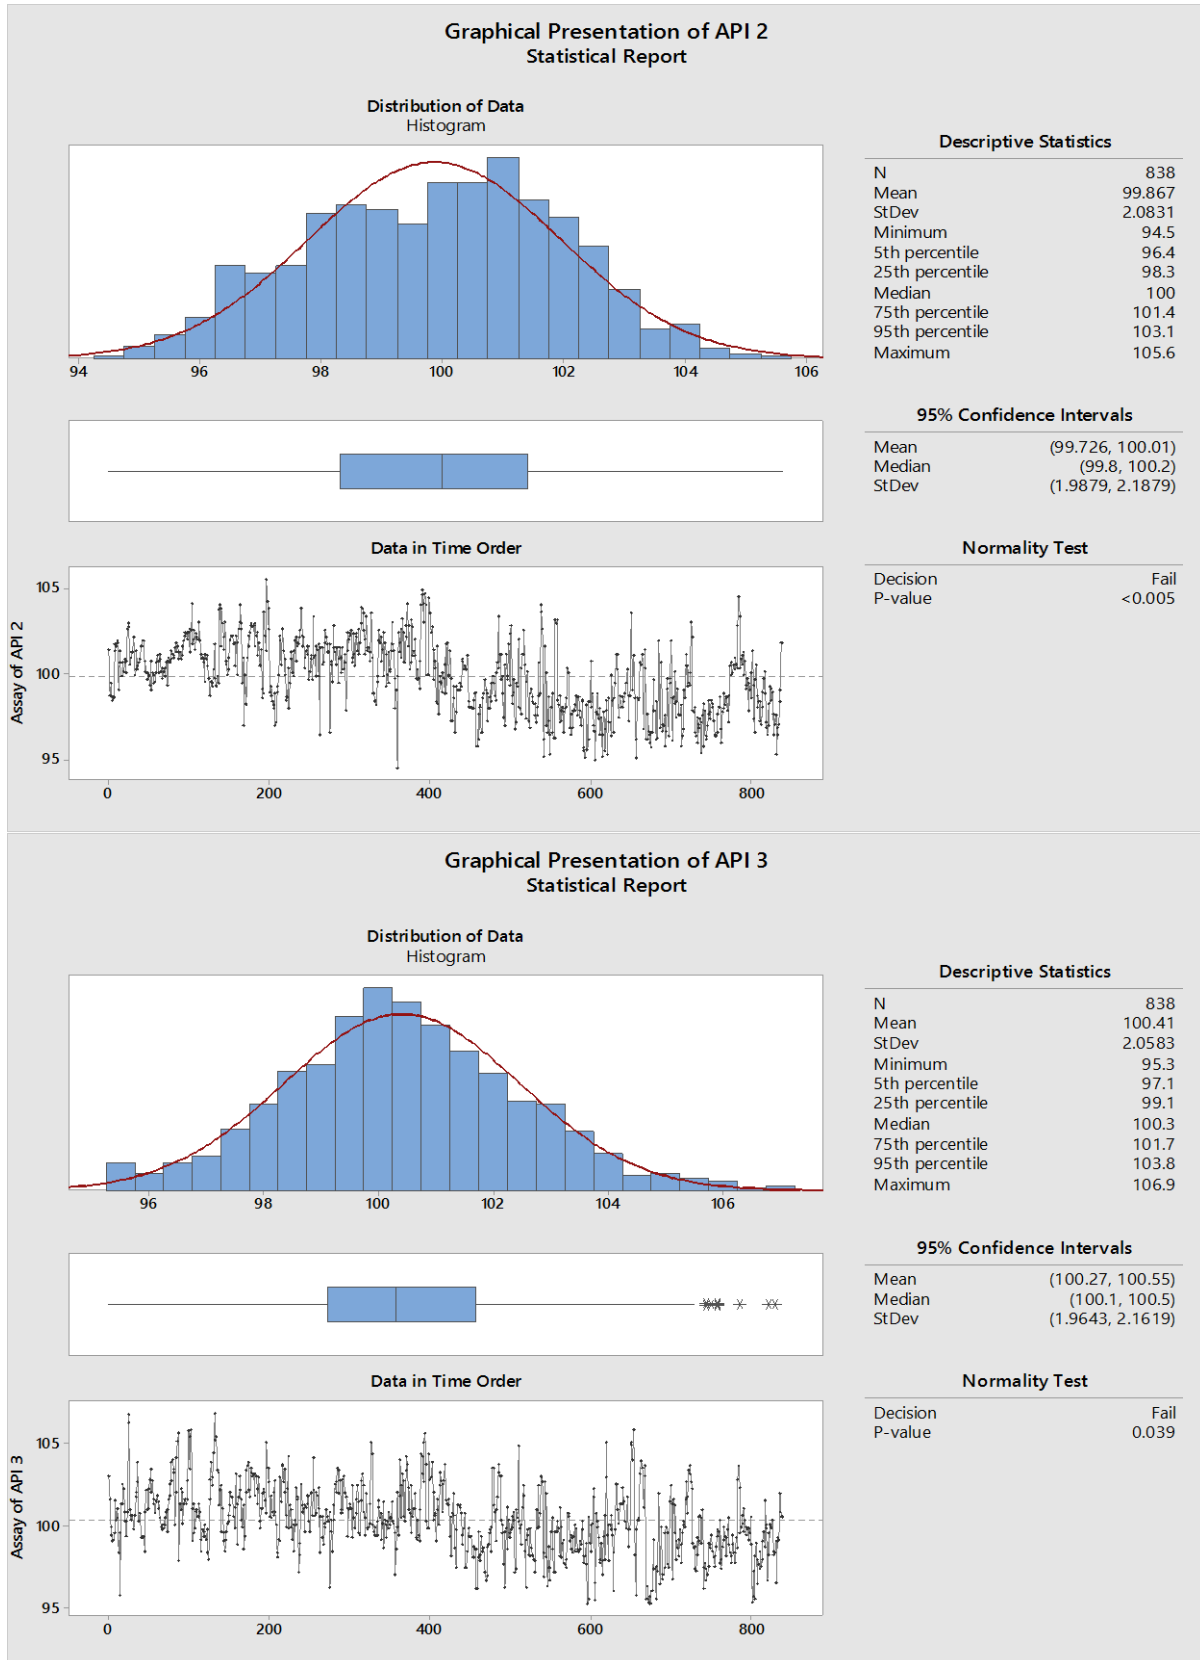 Graphical Presentation of API 2
Statistical Report
Distribution of Data
Histogram
94 96 98 100 102 104 106
Descriptive Statistics
N 838
Mean 99.867
StDev 2.0831
Minimum 94.5
5th percentile 96.4
25th percentile 98.3
Median 100
75th percentile 101.4
95th percentile 103.1
Maximum 105.6
95% Confidence Intervals
Mean (99.726, 100.01)
Median (99.8, 100.2)
StDev (1.9879, 2.1879)
Data in Time Order
Assay of API 2
105
100
95
0 200 400 600 800
Normality Test
Decision Fail
P-value <0.005
Graphical Presentation of API 3
Statistical Report
Distribution of Data
Histogram
96 98 100 102 104 106
Descriptive Statistics
N 838
Mean 100.41
StDev 2.0583
Minimum 95.3
5th percentile 97.1
25th percentile 99.1
Median 100.3
75th percentile 101.7
95th percentile 103.8
Maximum 106.9
95% Confidence Intervals
Mean (100.27, 100.55)
Median (100.1, 100.5)
StDev (1.9643, 2.1619)
Data in Time Order
Assay of API 3
105
100
95
0 200 400 600 800
Normality Test
Decision Fail
P-value 0.039